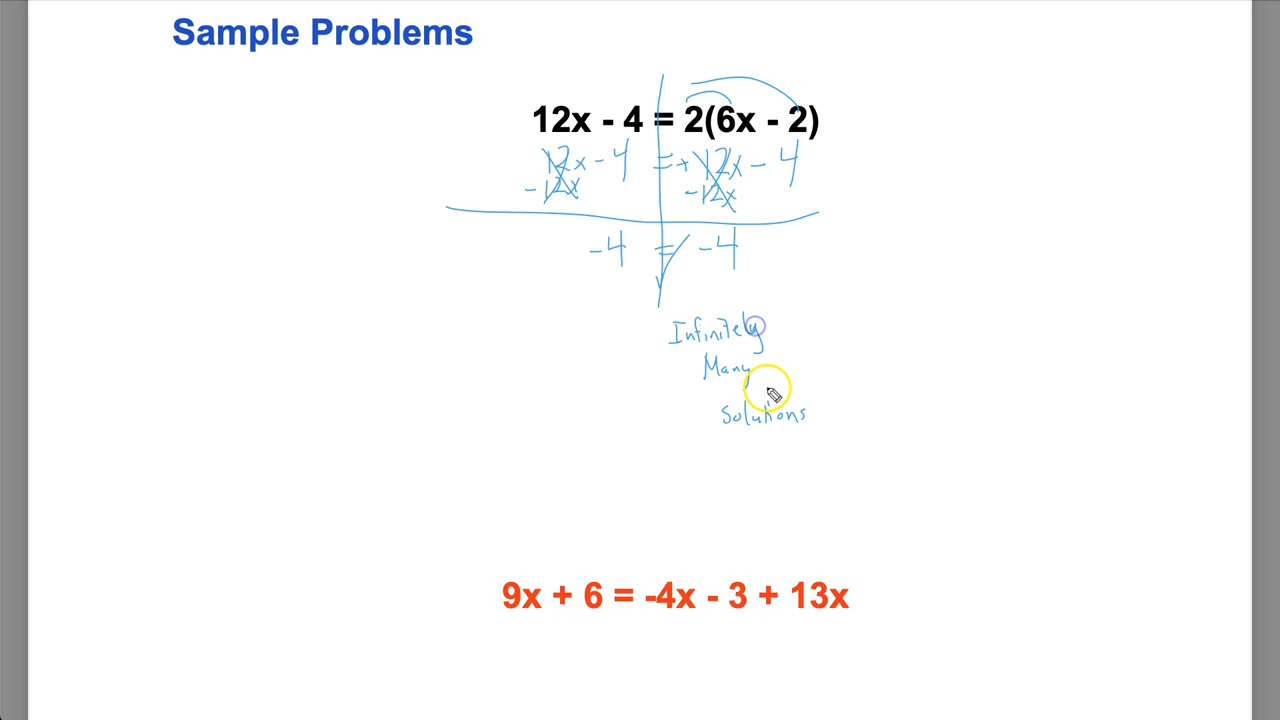 Sample Problems
12x - 4 = 2(6x - 2)
12x - 4 = +12x - 4
-12x -12x
-4 = -4
Infinitely
Many
Solutions
9x + 6 = -4x - 3 + 13x